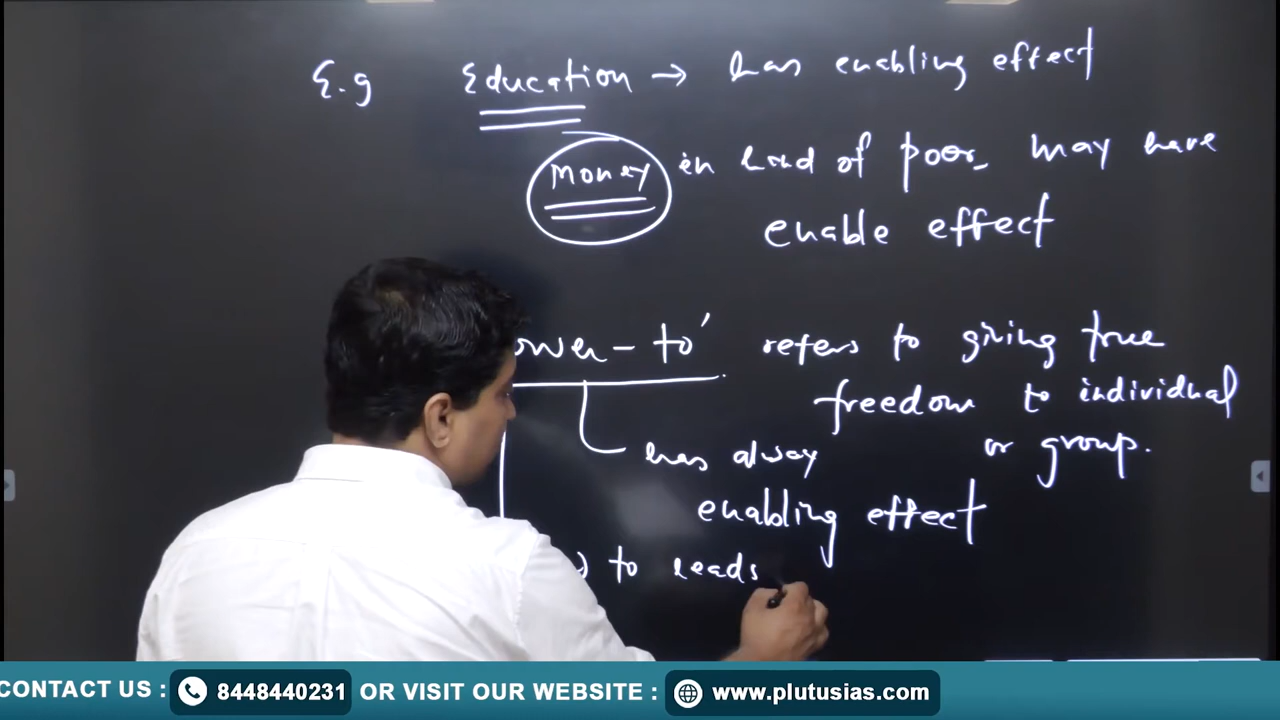 E.g Education → has enabling effect
Money in hand of poor may have
enable effect
ower - to' refers to giving true
freedom to individual
has alway or group.
enabling effect
to leads
CONTACT US : 8448440231 OR VISIT OUR WEBSITE : www.plutusias.com